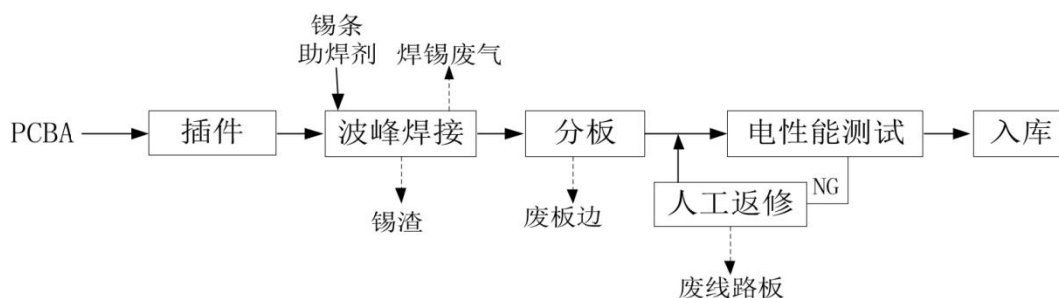 锡条
助焊剂
焊锡废气
PCBA
插件
波峰焊接
分板
电性能测试
入库
NG
人工返修
锡渣
废板边
废线路板